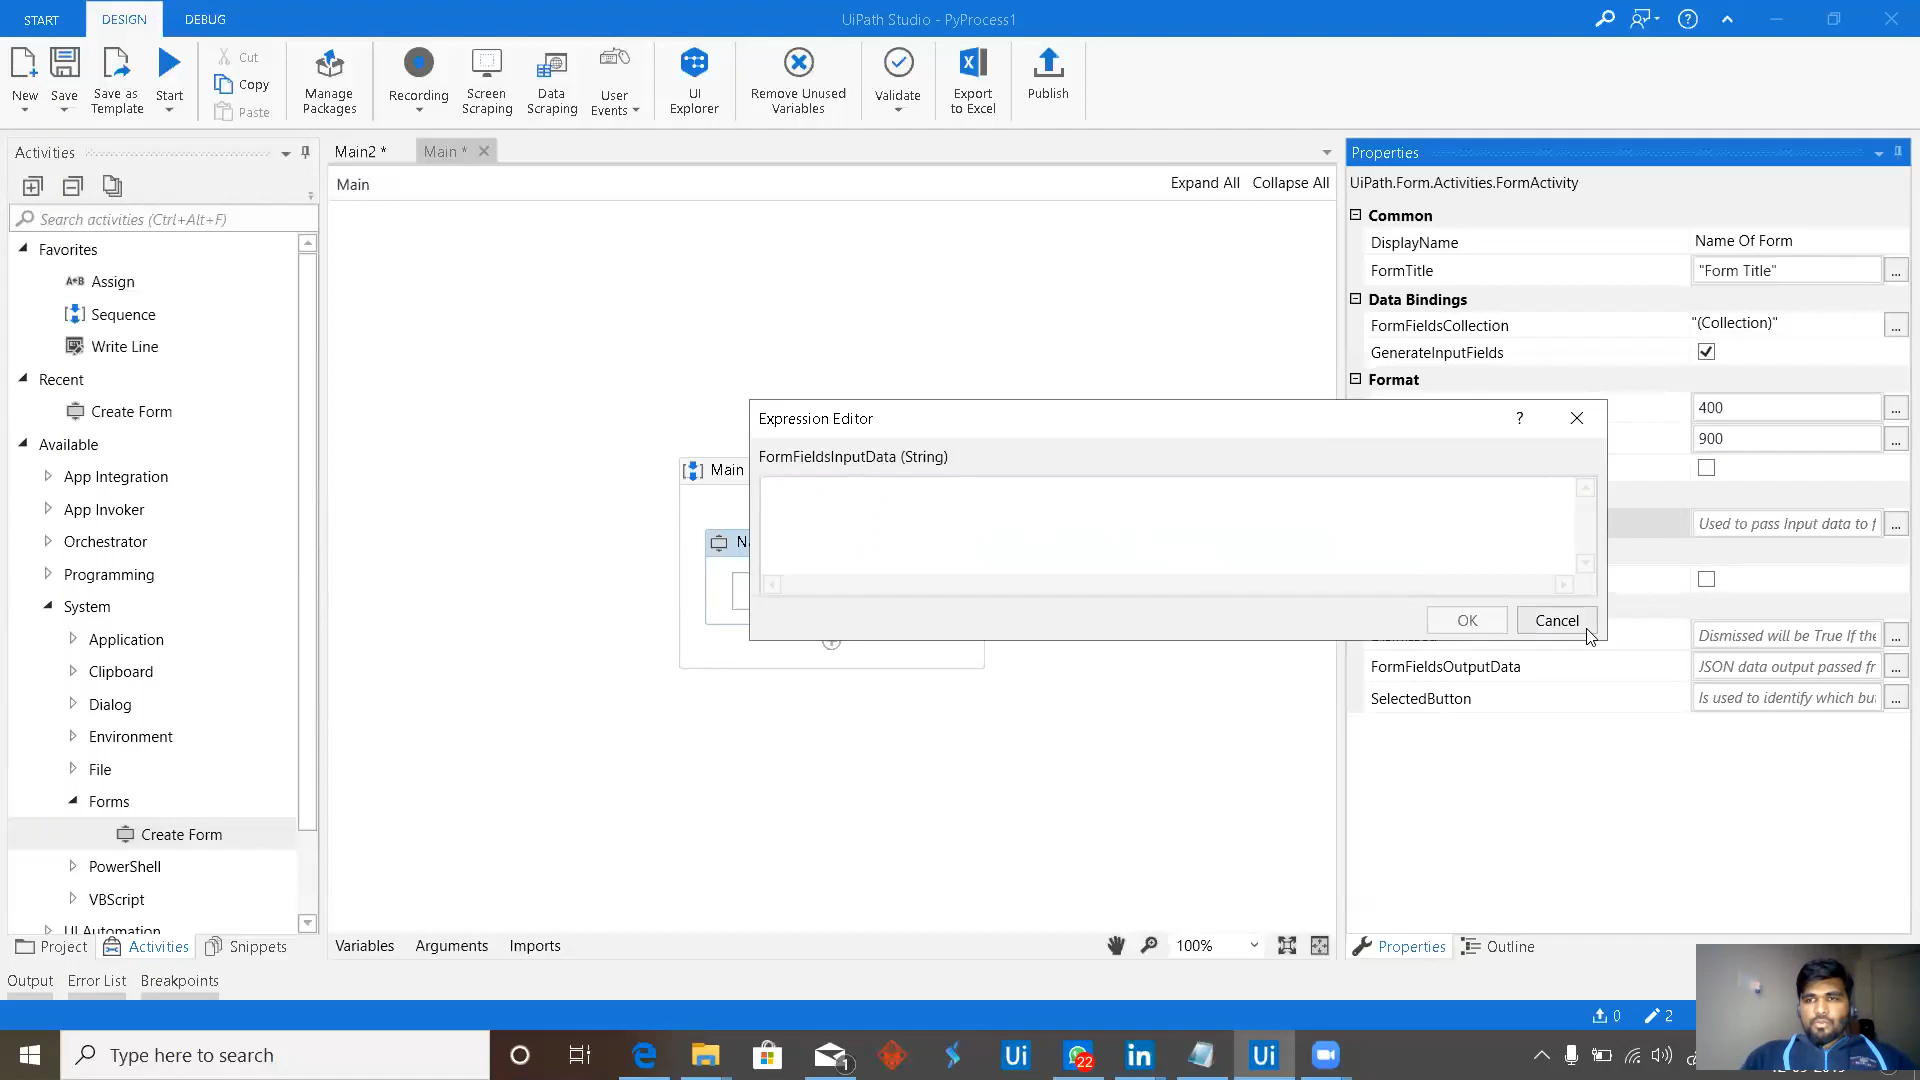 START
DESIGN
DEBUG
UiPath Studio - PyProcess1
New
Save
Save as Template
Start
Cut
Copy
Paste
Manage Packages
Recording
Screen Scraping
Data Scraping
User Events
UI Explorer
Remove Unused Variables
Validate
Export to Excel
Publish
Activities
Search activities (Ctrl+Alt+F)
Favorites
Assign
Sequence
Write Line
Recent
Create Form
Available
App Integration
App Invoker
Orchestrator
Programming
System
Application
Clipboard
Dialog
Environment
File
Forms
Create Form
PowerShell
VBScript
UI Automation
Project
Activities
Snippets
Main2 *
Main *
Main
Expand All
Collapse All
Main
Expression Editor
?
FormFieldsInputData (String)
OK
Cancel
Variables
Arguments
Imports
100%
Properties
UiPath.Form.Activities.FormActivity
Common
DisplayName
Name Of Form
FormTitle
"Form Title"
...
Data Bindings
FormFieldsCollection
"(Collection)"
...
GenerateInputFields
Format
400
...
900
...
Used to pass Input data to f
...
Dismissed will be True If the
...
FormFieldsOutputData
JSON data output passed fr
...
SelectedButton
Is used to identify which bu
...
Properties
Outline
Output
Error List
Breakpoints
0
2
Type here to search
1
Ui
22
in
Ui